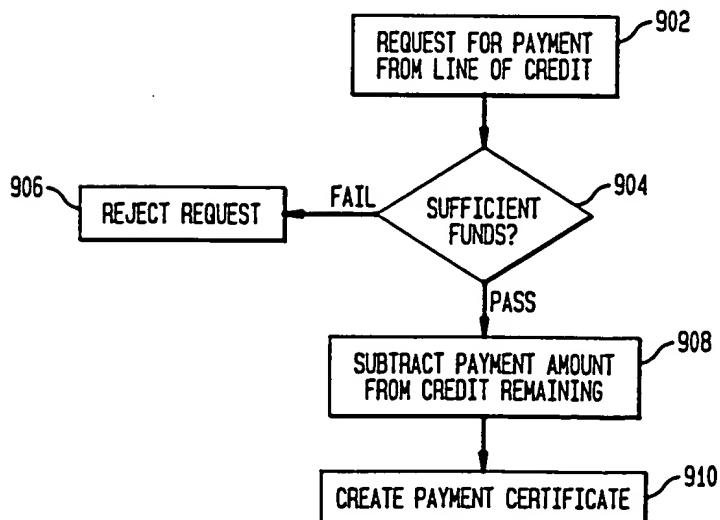 REQUEST FOR PAYMENT
FROM LINE OF CREDIT
902
SUFFICIENT
FUNDS?
904
FAIL
REJECT REQUEST
906
PASS
SUBTRACT PAYMENT AMOUNT
FROM CREDIT REMAINING
908
CREATE PAYMENT CERTIFICATE
910